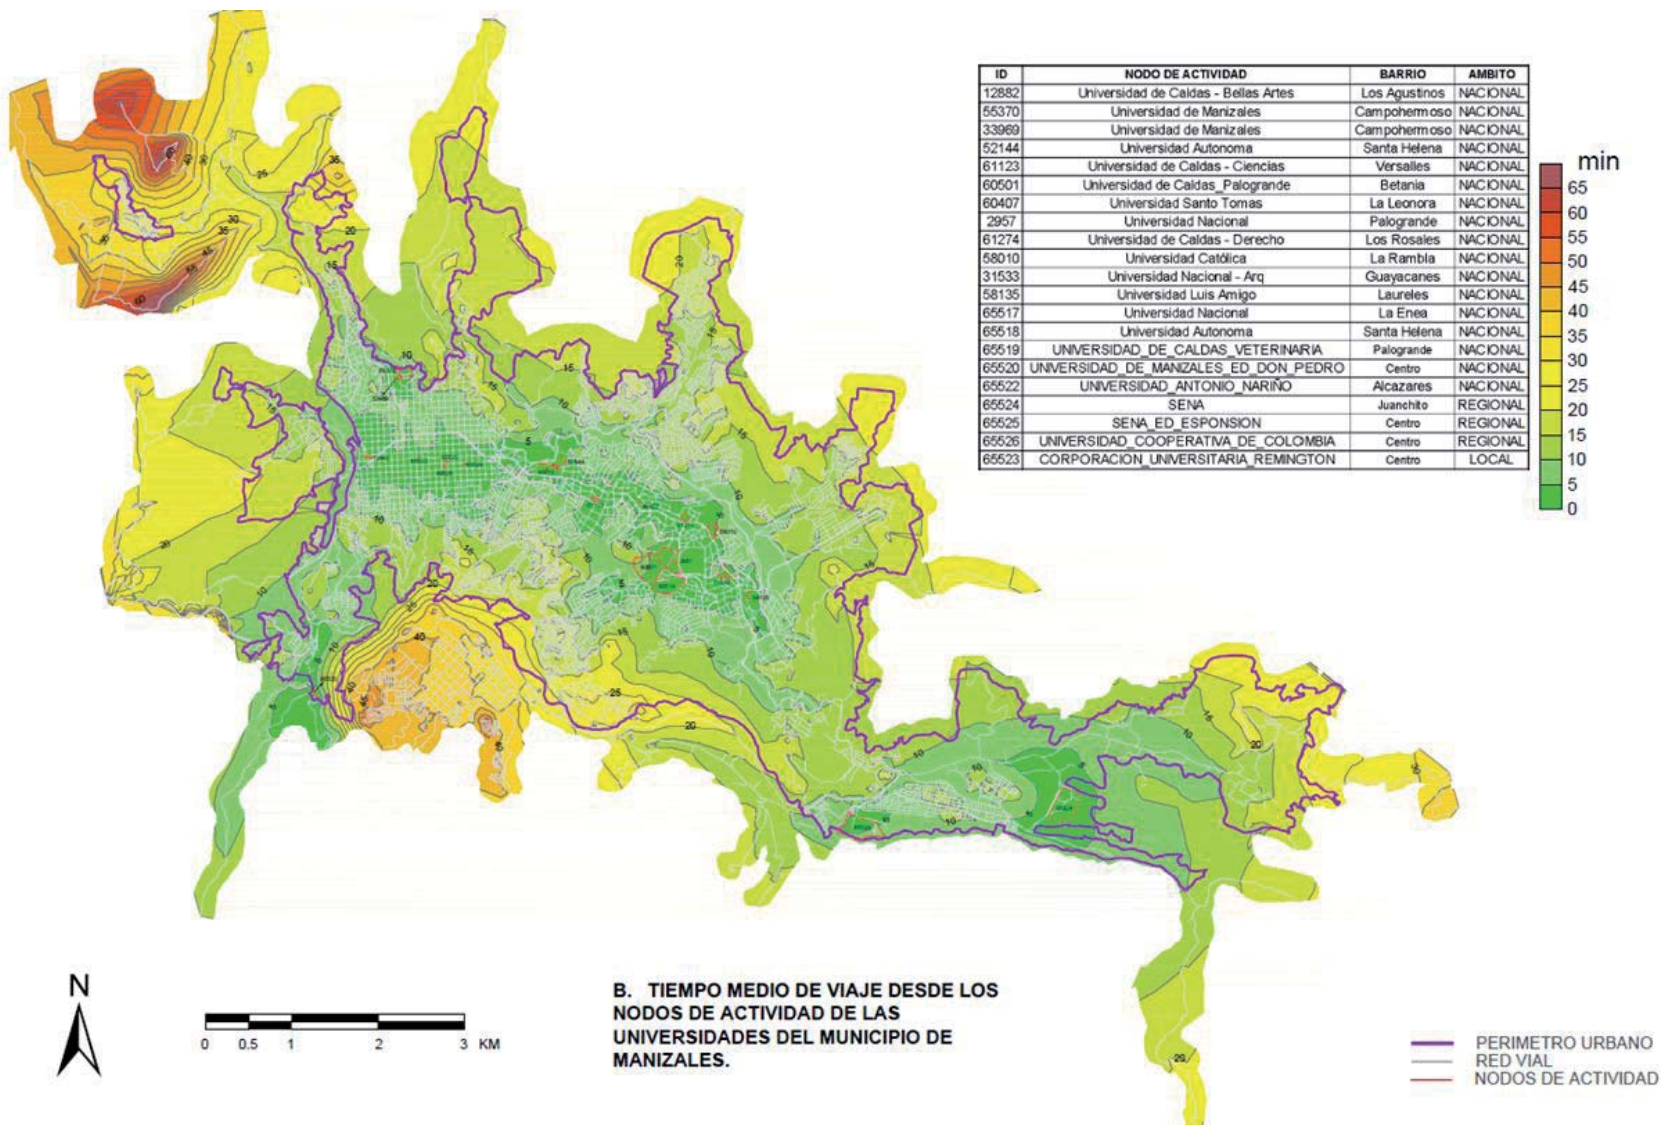 ID NODO DE ACTIVIDAD BARRIO AMBITO
12882 Universidad de Caldas - Bellas Artes Los Agustinos NACIONAL
55370 Universidad de Manizales Campohermoso NACIONAL
33969 Universidad de Manizales Campohermoso NACIONAL
52144 Universidad Autonoma Santa Helena NACIONAL
61123 Universidad de Caldas - Ciencias Versalles NACIONAL
60501 Universidad de Caldas_Palogrande Betania NACIONAL
60407 Universidad Santo Tomas La Leonora NACIONAL
2957 Universidad Nacional Palogrande NACIONAL
61274 Universidad de Caldas - Derecho Los Rosales NACIONAL
58010 Universidad Católica La Rambla NACIONAL
31533 Universidad Nacional - Arq Guayacanes NACIONAL
58135 Universidad Luis Amigo Laureles NACIONAL
65517 Universidad Nacional La Enea NACIONAL
65518 Universidad Autonoma Santa Helena NACIONAL
65519 UNIVERSIDAD_DE_CALDAS_VETERINARIA Palogrande NACIONAL
65520 UNIVERSIDAD_DE_MANIZALES_ED_DON_PEDRO Centro NACIONAL
65522 UNIVERSIDAD_ANTONIO_NARIÑO Alcazares NACIONAL
65524 SENA Juanchito REGIONAL
65525 SENA_ED_ESPONSION Centro REGIONAL
65526 UNIVERSIDAD_COOPERATIVA_DE_COLOMBIA Centro REGIONAL
65523 CORPORACION_UNIVERSITARIA_REMINGTON Centro LOCAL
min
65
60
55
50
45
40
35
30
25
20
15
10
5
0
N
0 0.5 1 2 3 KM
B. TIEMPO MEDIO DE VIAJE DESDE LOS
NODOS DE ACTIVIDAD DE LAS
UNIVERSIDADES DEL MUNICIPIO DE
MANIZALES.
PERIMETRO URBANO
RED VIAL
NODOS DE ACTIVIDAD